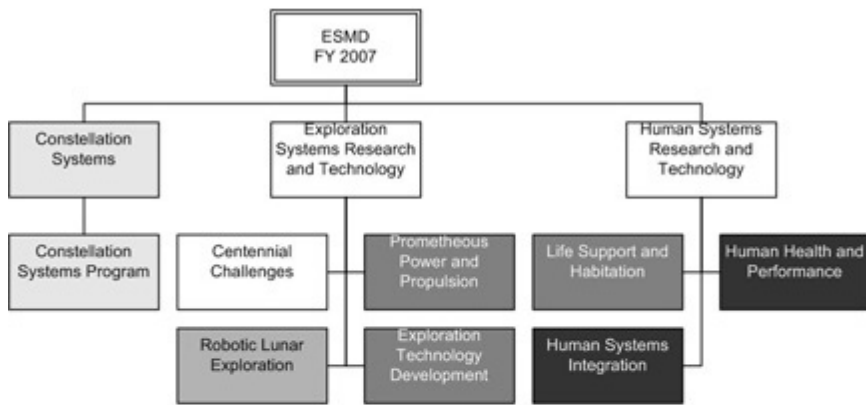 ESMD
FY 2007
Constellation
Systems
Exploration
Systems Research
and Technology
Human Systems
Research and
Technology
Constellation
Systems Program
Centennial
Challenges
Prometheous
Power and
Propulsion
Life Support and
Habitation
Human Health and
Performance
Robotic Lunar
Exploration
Exploration
Technology
Development
Human Systems
Integration